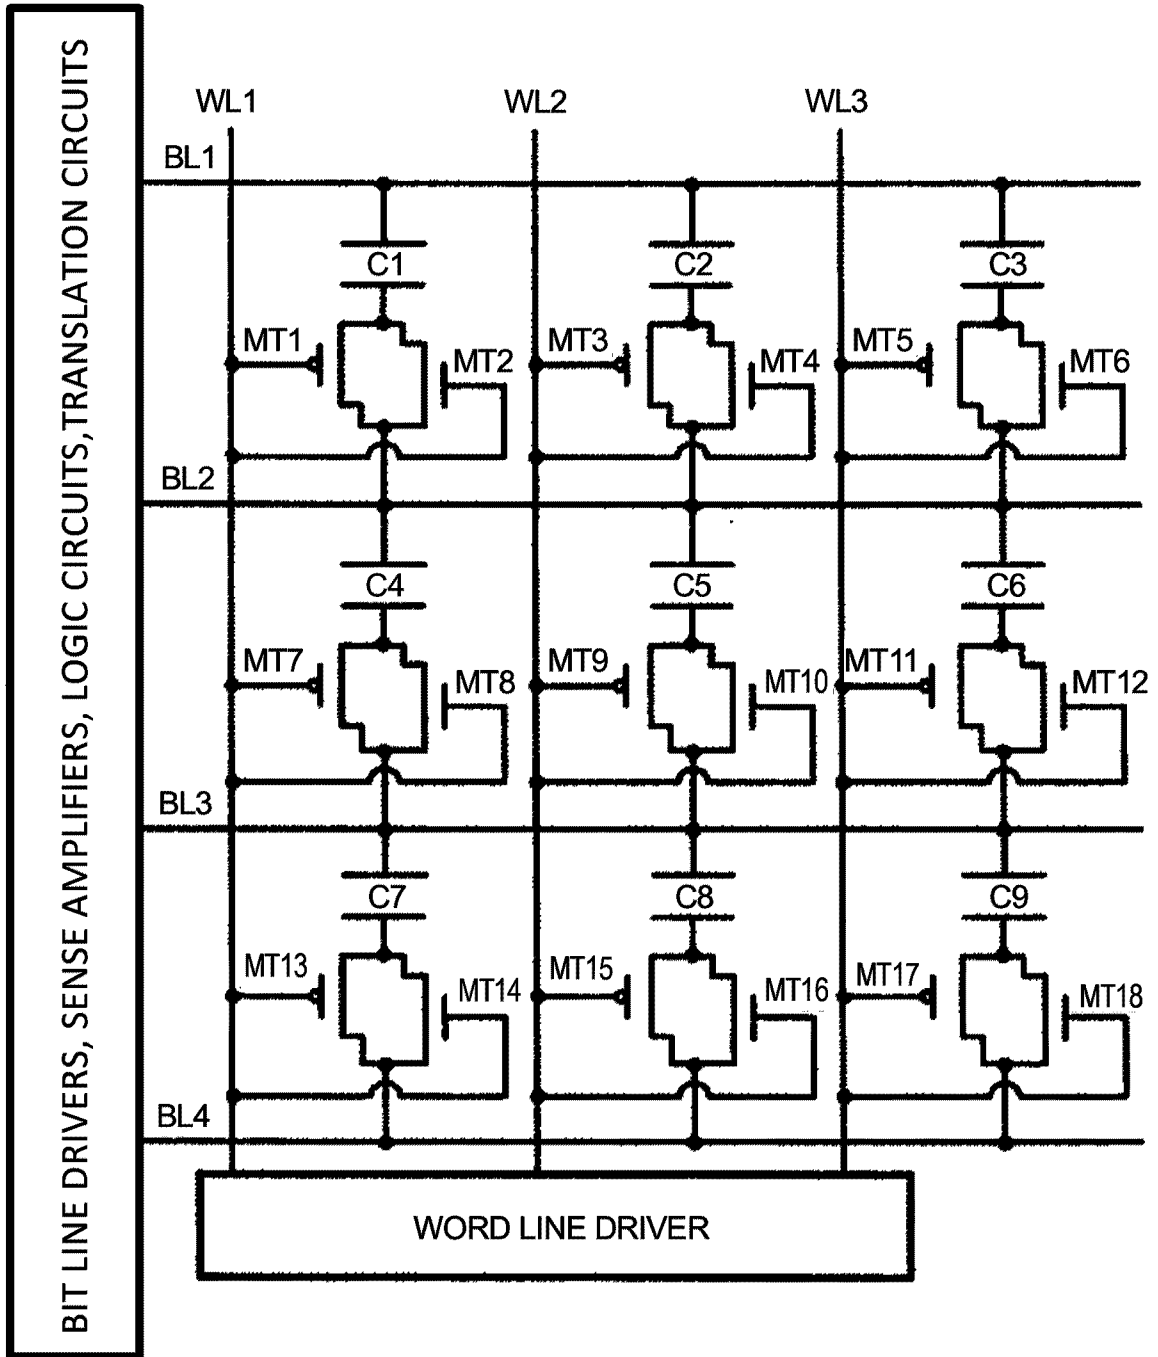 BIT LINE DRIVERS, SENSE AMPLIFIERS, LOGIC CIRCUITS, TRANSLATION CIRCUITS
WL1 WL2 WL3
BL1
C1 C2 C3
MT1 MT2 MT3 MT4 MT5 MT6
BL2
C4 C5 C6
MT7 MT8 MT9 MT10 MT11 MT12
BL3
C7 C8 C9
MT13 MT14 MT15 MT16 MT17 MT18
BL4
WORD LINE DRIVER